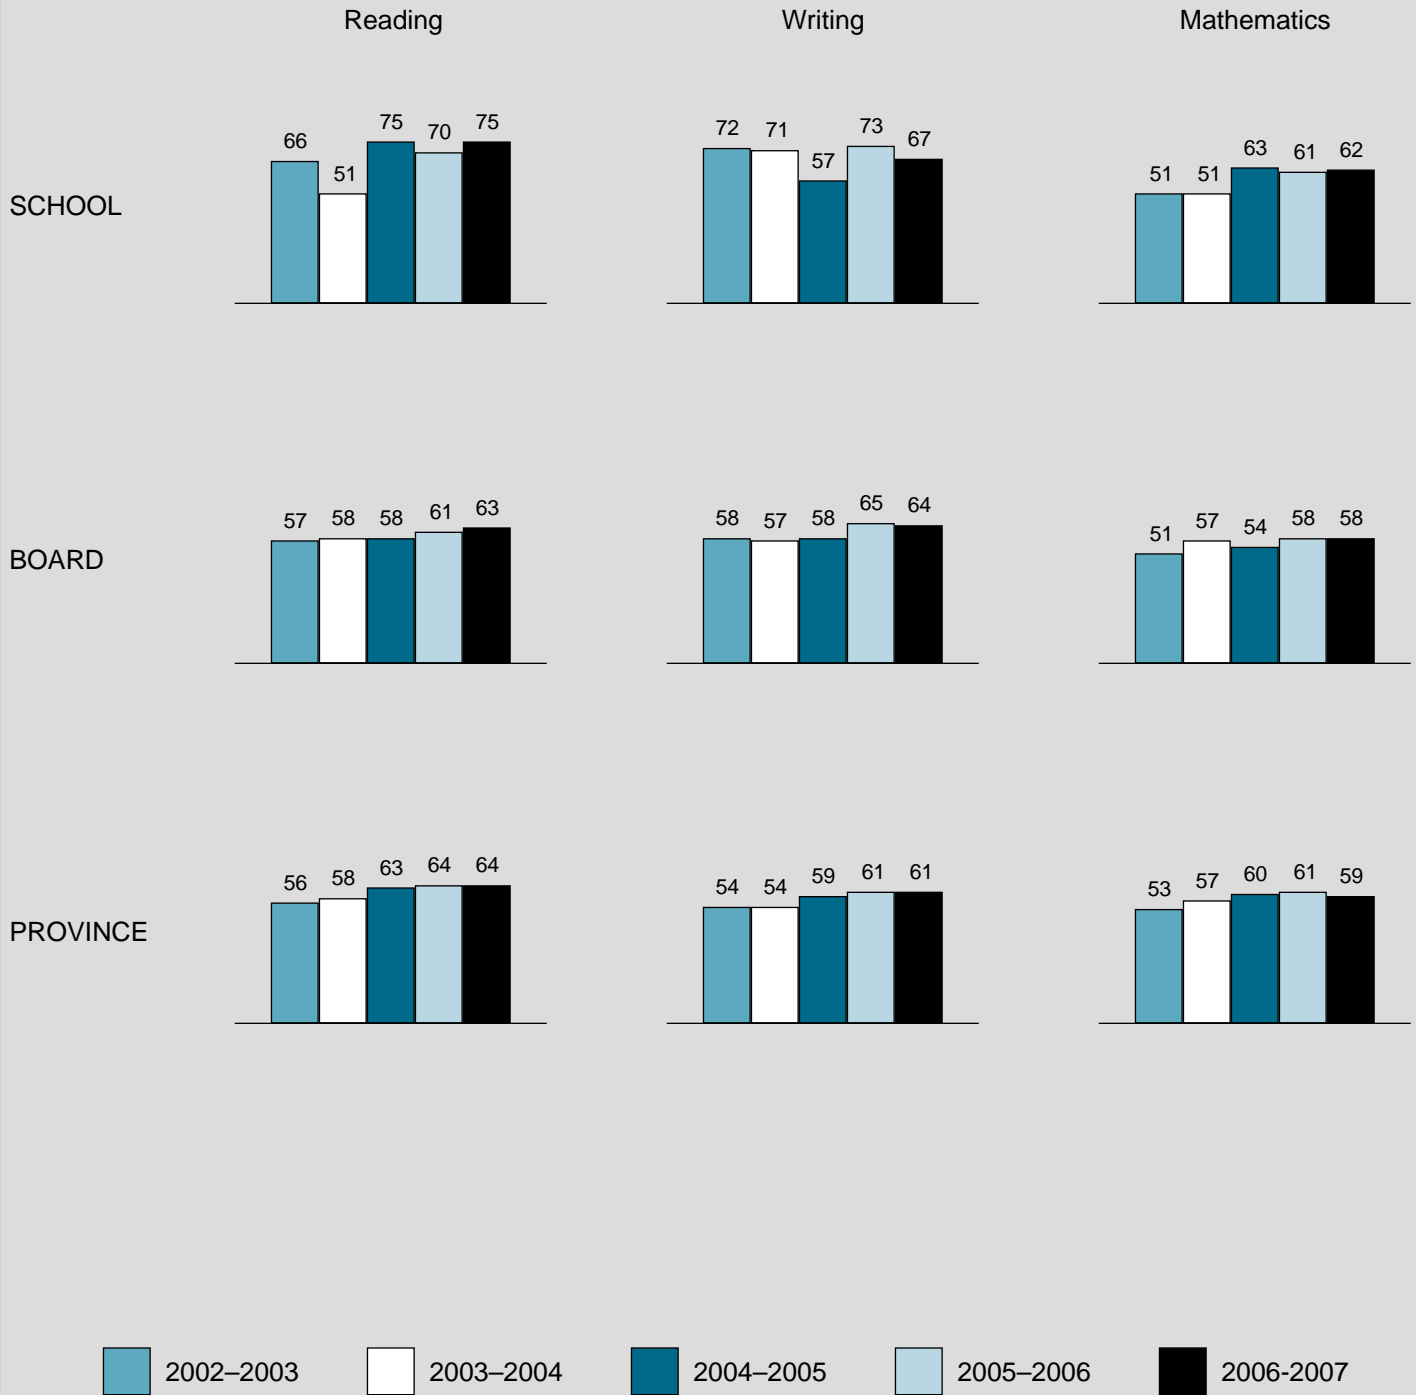 Reading Writing Mathematics
SCHOOL
66 51 75 70 75
72 71 57 73 67
51 51 63 61 62
BOARD
57 58 58 61 63
58 57 58 65 64
51 57 54 58 58
PROVINCE
56 58 63 64 64
54 54 59 61 61
53 57 60 61 59
2002–2003 2003–2004 2004–2005 2005–2006 2006-2007